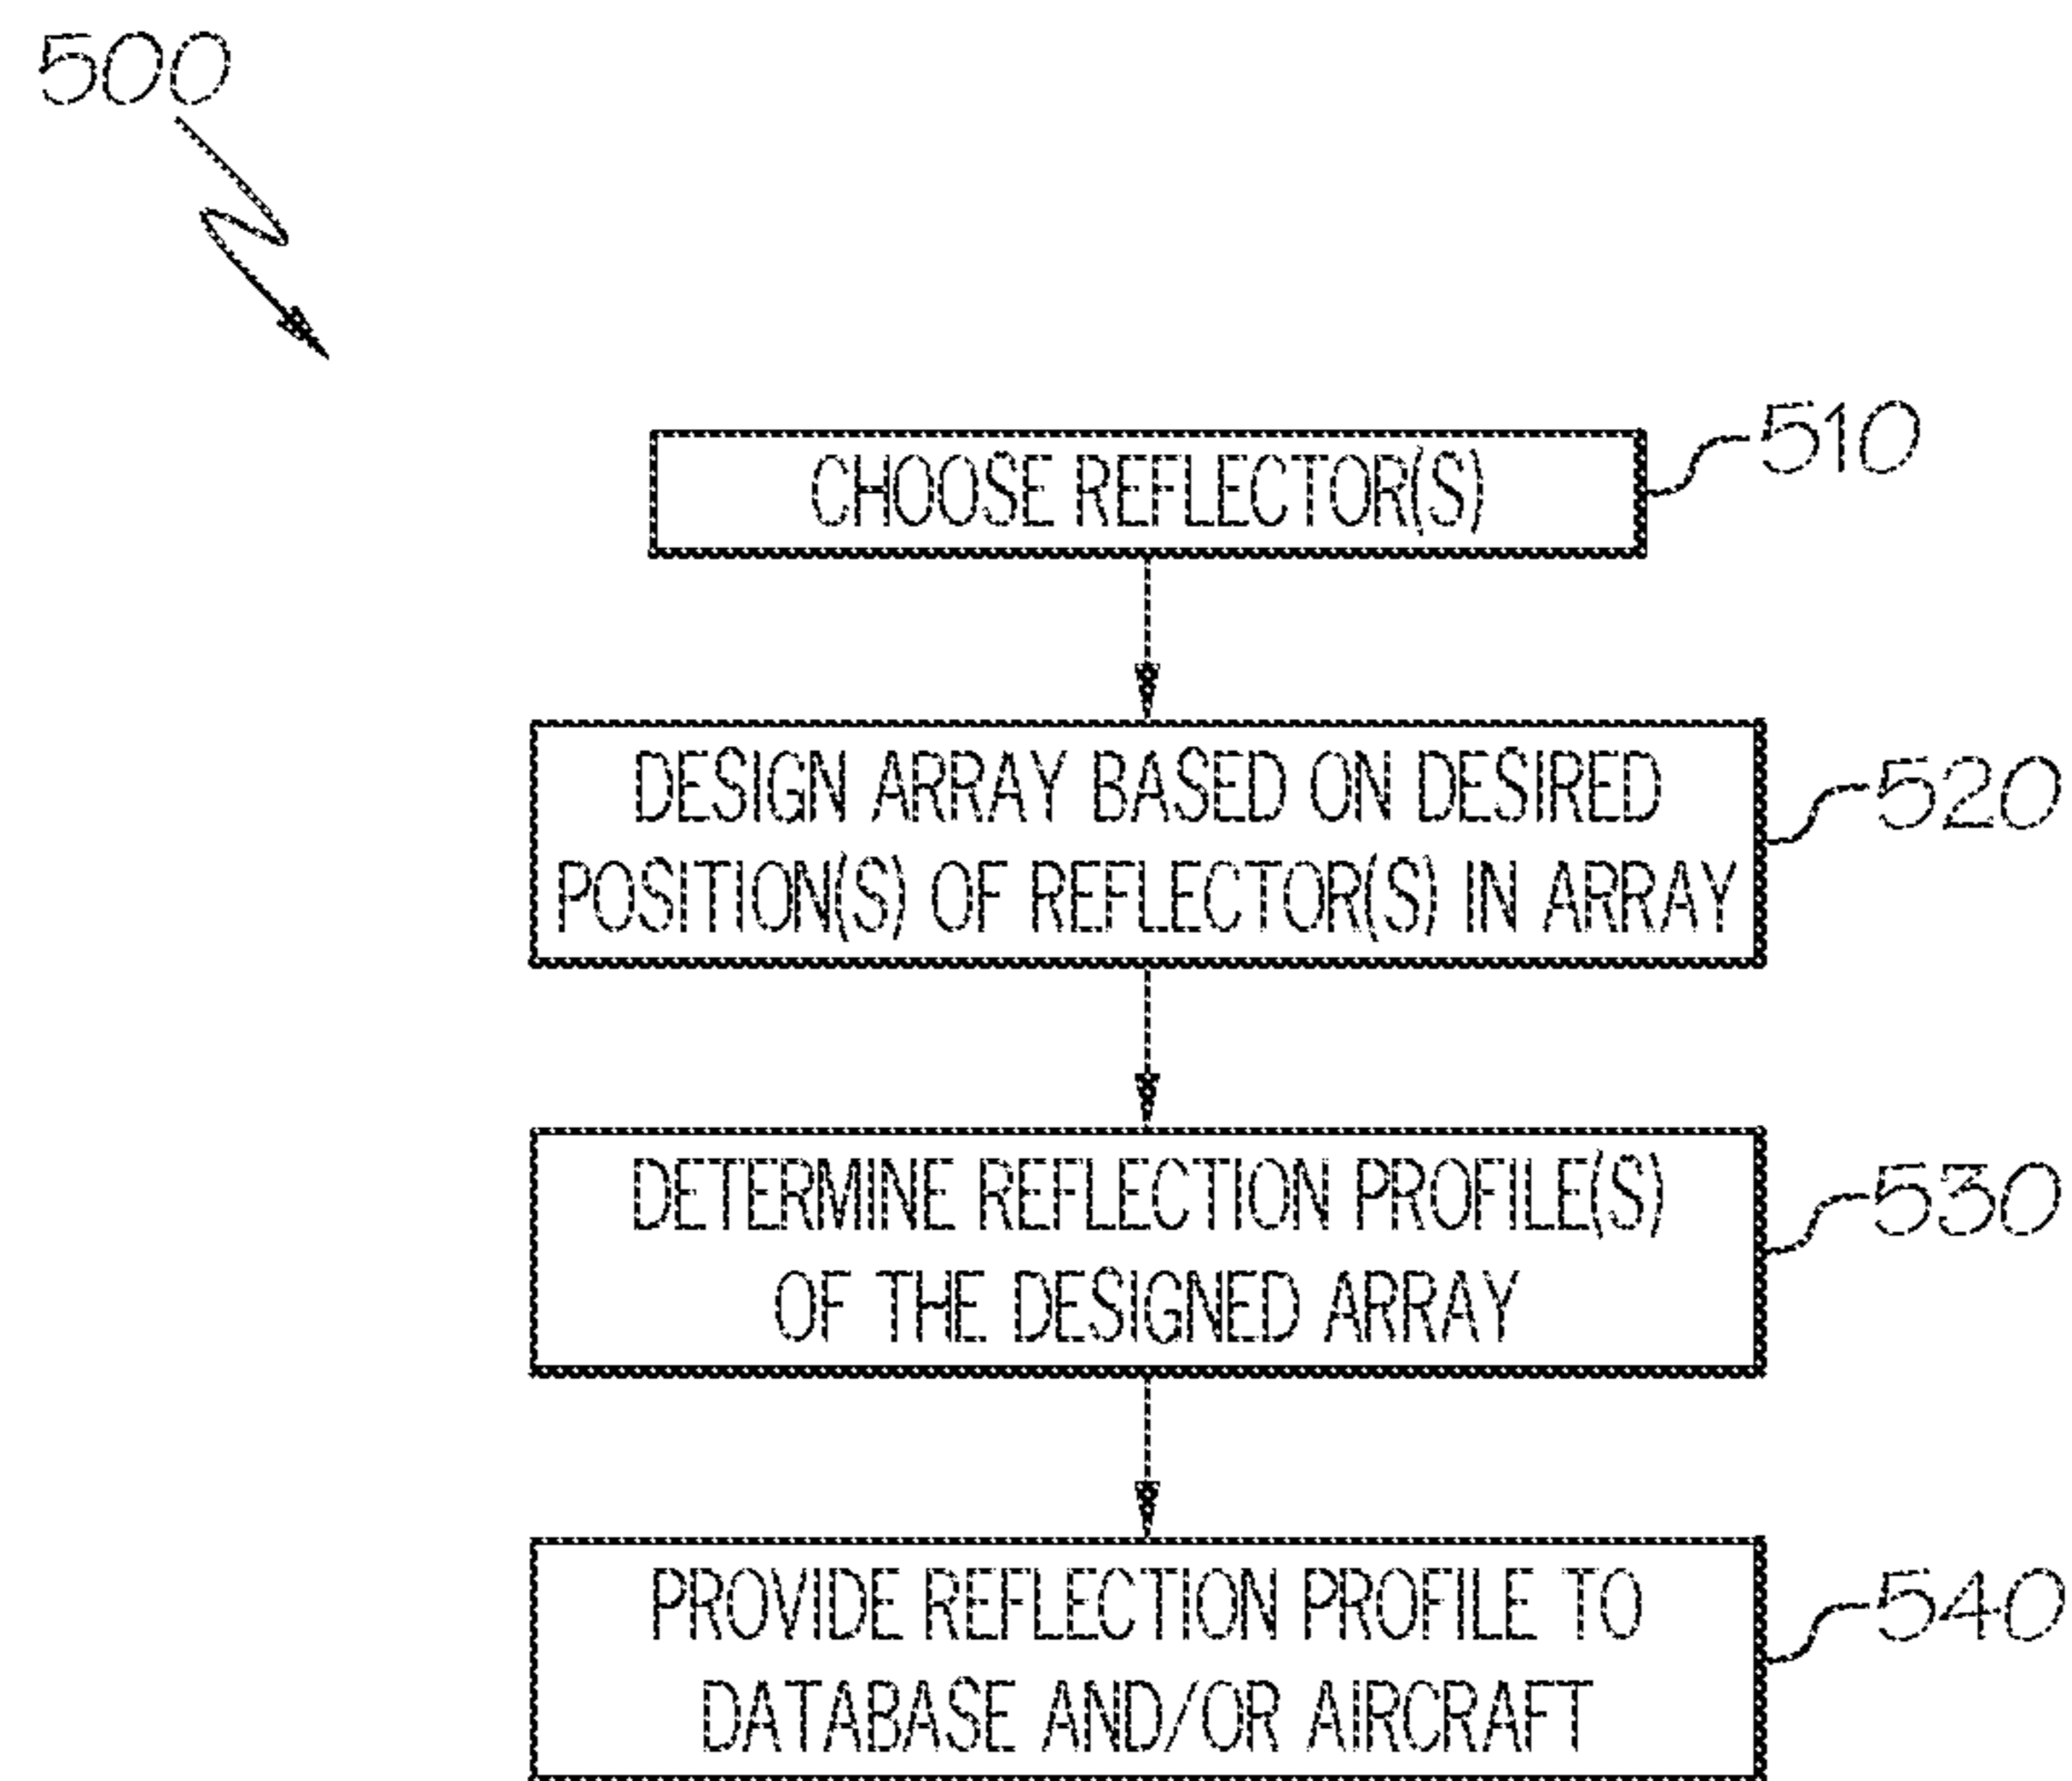 500
CHOOSE REFLECTOR(S)
510
DESIGN ARRAY BASED ON DESIRED
POSITION(S) OF REFLECTOR(S) IN ARRAY
520
DETERMINE REFLECTION PROFILE(S)
OF THE DESIGNED ARRAY
530
PROVIDE REFLECTION PROFILE TO
DATABASE AND/OR AIRCRAFT
540